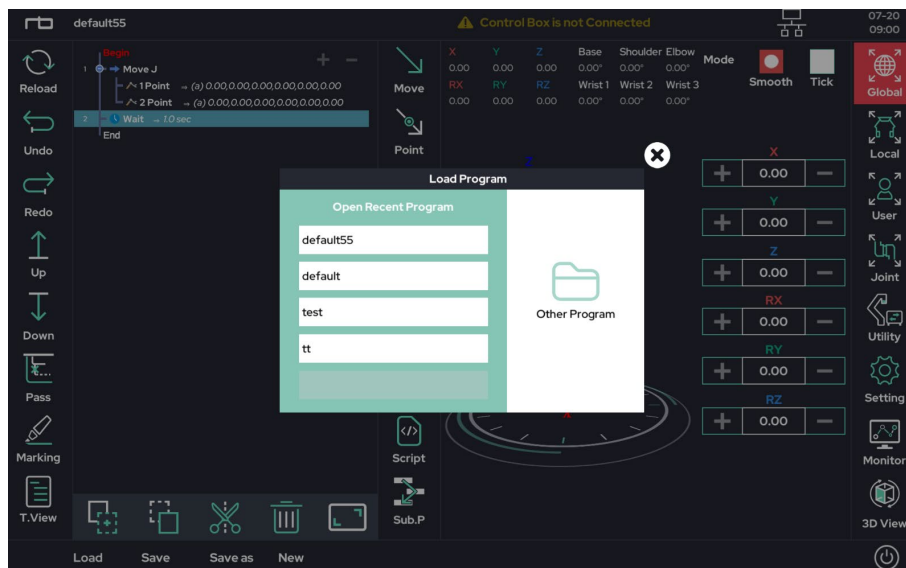 default55
Control Box is not Connected
07-20
09:00
Reload
Undo
Redo
Up
Down
Pass
Marking
T.View
Begin
1 Move J
1 Point → (a) 0.00,0.00,0.00,0.00,0.00,0.00
2 Point → (a) 0.00,0.00,0.00,0.00,0.00,0.00
2 Wait → 1.0 sec
End
Move
Point
Script
Sub.P
X Y Z Base Shoulder Elbow
0.00 0.00 0.00 0.00° 0.00° 0.00°
RX RY RZ Wrist 1 Wrist 2 Wrist 3
0.00 0.00 0.00 0.00° 0.00° 0.00°
Mode
Smooth
Tick
Z
X
Load Program
Open Recent Program
default55
default
test
tt
Other Program
X
+ 0.00 −
Y
+ 0.00 −
Z
+ 0.00 −
RX
+ 0.00 −
RY
+ 0.00 −
RZ
+ 0.00 −
Global
Local
User
Joint
Utility
Setting
Monitor
3D View
Load Save Save as New